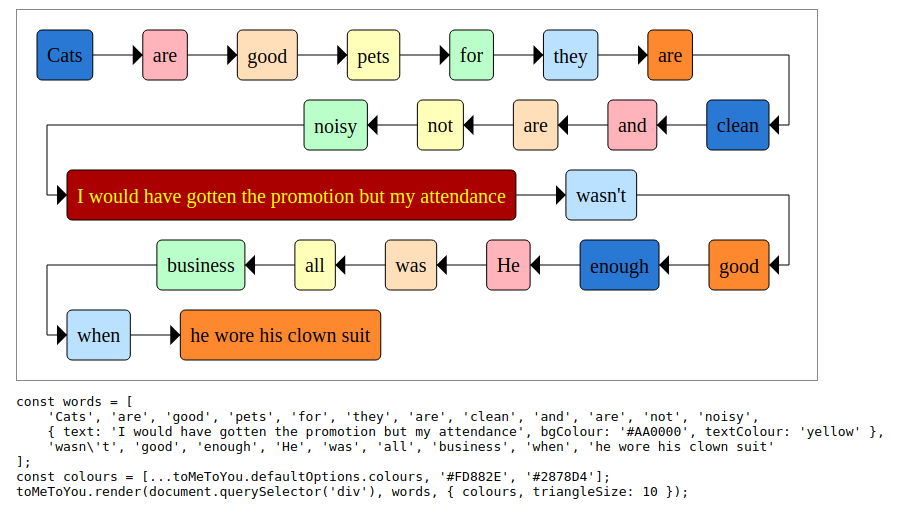 Cats are good pets for they are
noisy not are and clean
I would have gotten the promotion but my attendance wasn't
business all was He enough good
when he wore his clown suit
const words = [
    'Cats', 'are', 'good', 'pets', 'for', 'they', 'are', 'clean', 'and', 'are', 'not', 'noisy',
    { text: 'I would have gotten the promotion but my attendance', bgColour: '#AA0000', textColour: 'yellow' },
    'wasn\'t', 'good', 'enough', 'He', 'was', 'all', 'business', 'when', 'he wore his clown suit'
];
const colours = [...toMeToYou.defaultOptions.colours, '#FD882E', '#2878D4'];
toMeToYou.render(document.querySelector('div'), words, { colours, triangleSize: 10 });